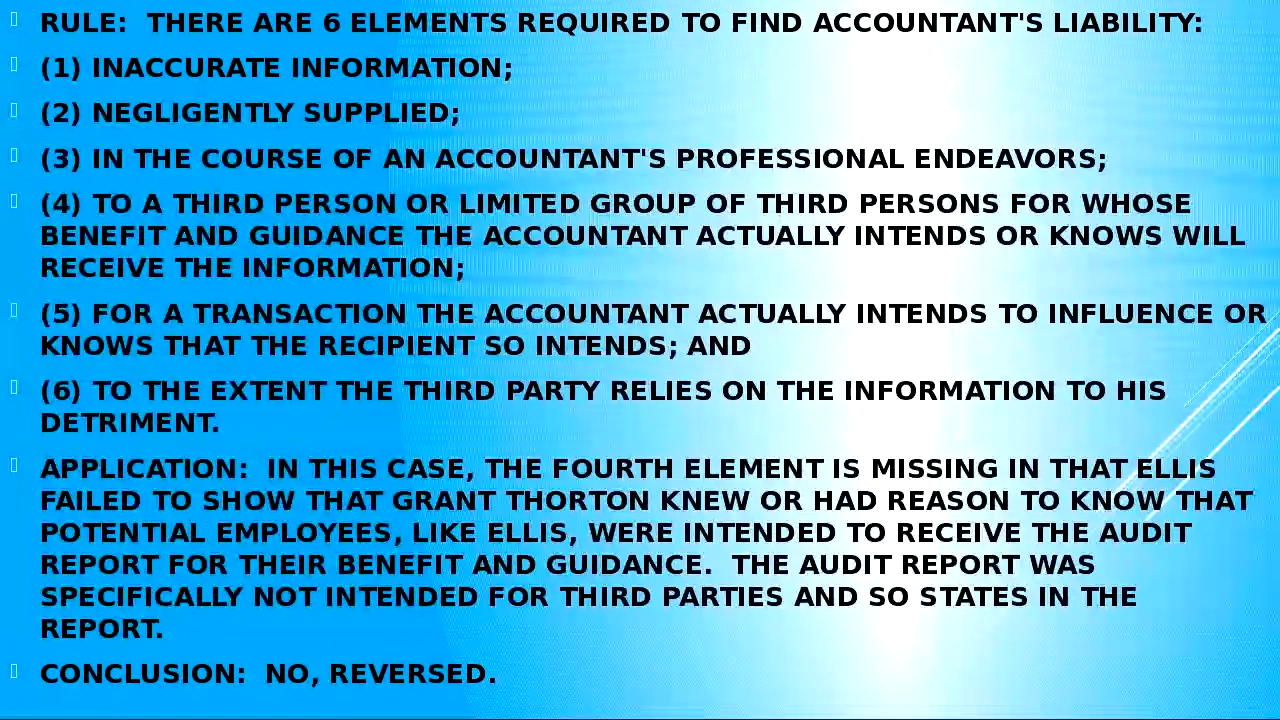 RULE:  THERE ARE 6 ELEMENTS REQUIRED TO FIND ACCOUNTANT'S LIABILITY:
(1) INACCURATE INFORMATION;
(2) NEGLIGENTLY SUPPLIED;
(3) IN THE COURSE OF AN ACCOUNTANT'S PROFESSIONAL ENDEAVORS;
(4) TO A THIRD PERSON OR LIMITED GROUP OF THIRD PERSONS FOR WHOSE
BENEFIT AND GUIDANCE THE ACCOUNTANT ACTUALLY INTENDS OR KNOWS WILL
RECEIVE THE INFORMATION;
(5) FOR A TRANSACTION THE ACCOUNTANT ACTUALLY INTENDS TO INFLUENCE OR
KNOWS THAT THE RECIPIENT SO INTENDS; AND
(6) TO THE EXTENT THE THIRD PARTY RELIES ON THE INFORMATION TO HIS
DETRIMENT.
APPLICATION:  IN THIS CASE, THE FOURTH ELEMENT IS MISSING IN THAT ELLIS
FAILED TO SHOW THAT GRANT THORTON KNEW OR HAD REASON TO KNOW THAT
POTENTIAL EMPLOYEES, LIKE ELLIS, WERE INTENDED TO RECEIVE THE AUDIT
REPORT FOR THEIR BENEFIT AND GUIDANCE.  THE AUDIT REPORT WAS
SPECIFICALLY NOT INTENDED FOR THIRD PARTIES AND SO STATES IN THE
REPORT.
CONCLUSION:  NO, REVERSED.